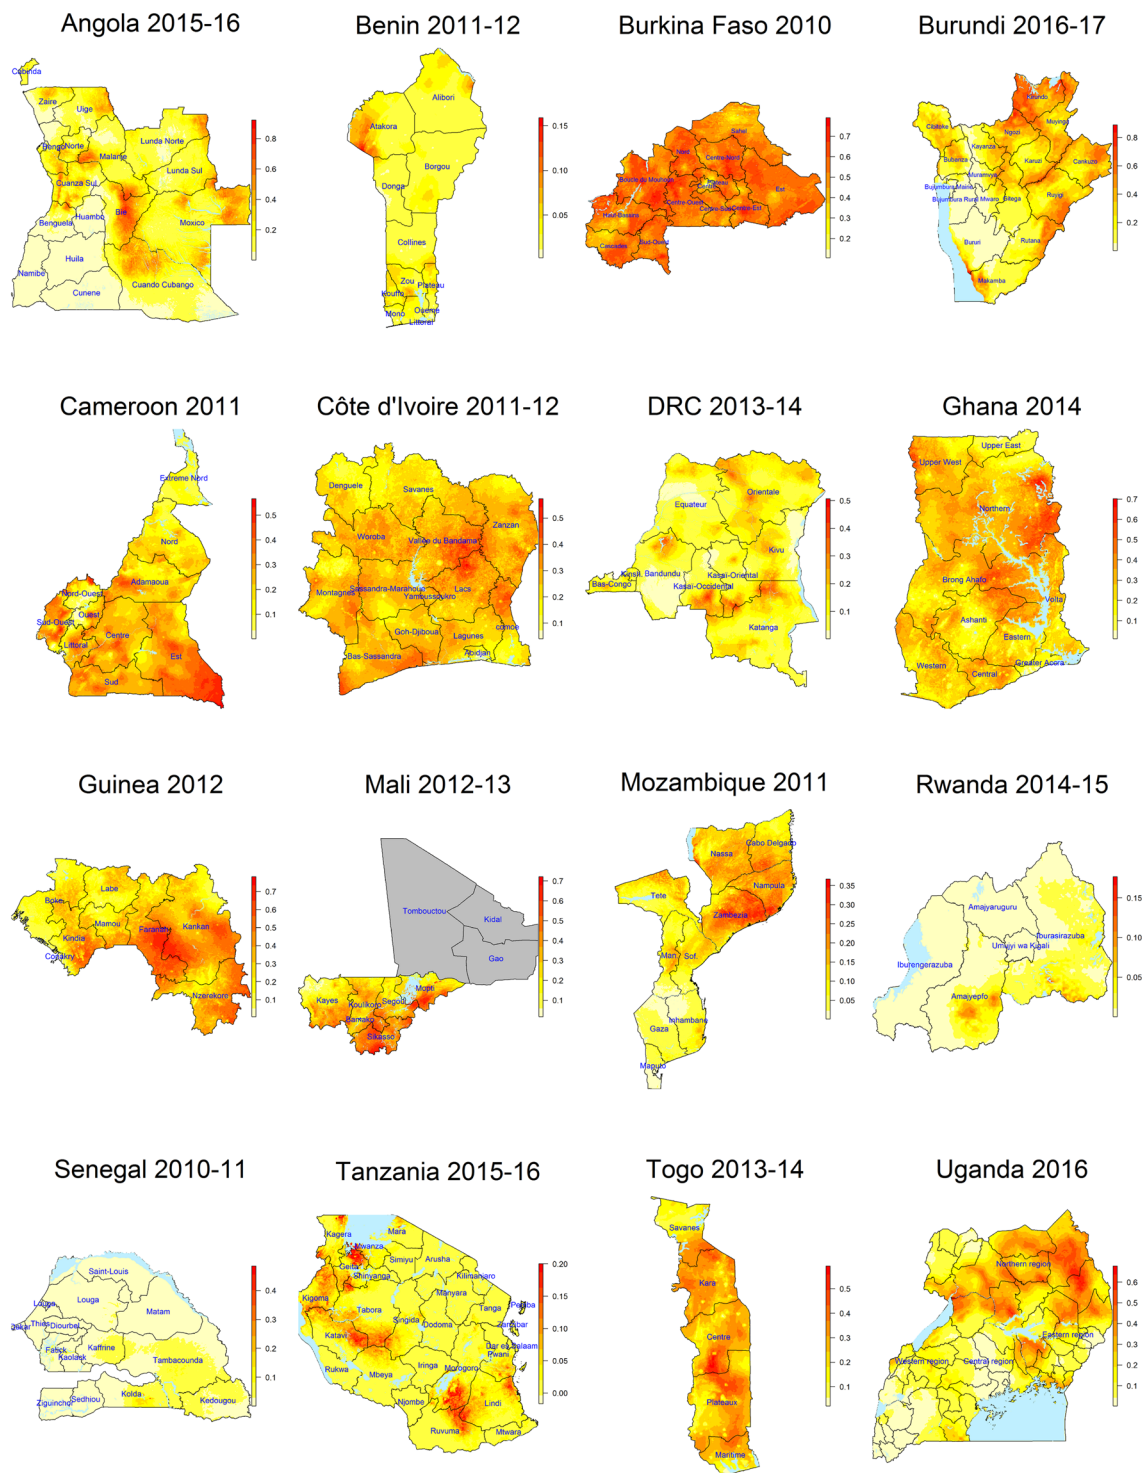 Angola 2015-16
Cabinda
Zaire
Uige
Bengo
Norte
Malanje
Lunda Norte
Lunda Sul
Cuanza Sul
Bie
Huambo
Benguela
Moxico
Huila
Namibe
Cuando Cubango
Cunene
0.8
0.6
0.4
0.2
Benin 2011-12
Alibori
Atakora
Borgou
Donga
Collines
Zou
Plateau
Kouffo
Mono
Oueme
Littoral
0.15
0.10
0.05
Burkina Faso 2010
Sahel
Nord
Centre-Nord
Boucle du Mouhoun
Est
Centre-Ouest
Centre-Sud
Centre-Est
Haut-Bassins
Cascades
Sud-Ouest
0.7
0.6
0.5
0.4
0.3
0.2
Burundi 2016-17
Kirundo
Cibitoke
Ngozi
Muyinga
Kayanza
Bubanza
Karuzi
Cankuzo
Muramvya
Bujumbura Mairie
Bujumbura Rural
Mwaro
Gitega
Ruyigi
Bururi
Rutana
Makamba
0.8
0.6
0.4
0.2
Cameroon 2011
Extreme Nord
Nord
Adamaoua
Nord-Ouest
Ouest
Sud-Ouest
Centre
Littoral
Est
Sud
0.5
0.4
0.3
0.2
0.1
Côte d'Ivoire 2011-12
Denguele
Savanes
Zanzan
Woroba
Vallee du Bandama
Montagnes
Sassandra-Marahoue
Lacs
Yamoussoukro
Goh-Djiboua
Lagunes
comoe
Bas-Sassandra
Abidjan
0.5
0.4
0.3
0.2
0.1
DRC 2013-14
Equateur
Orientale
Kivu
Kinsh.
Bandundu
Kasai-Oriental
Bas-Congo
Kasai-Occidental
Katanga
0.5
0.4
0.3
0.2
0.1
Ghana 2014
Upper East
Upper West
Northern
Brong Ahafo
Volta
Ashanti
Eastern
Western
Central
Greater Accra
0.7
0.6
0.5
0.4
0.3
0.2
0.1
Guinea 2012
Boke
Labe
Mamou
Faranah
Kankan
Kindia
Conakry
Nzerekore
0.7
0.6
0.5
0.4
0.3
0.2
0.1
Mali 2012-13
Tombouctou
Kidal
Gao
Mopti
Kayes
Koulikoro
Segou
Bamako
Sikasso
0.7
0.6
0.5
0.4
0.3
0.2
0.1
Mozambique 2011
Cabo Delgado
Nassa
Nampula
Tete
Zambezia
Man.
Sof.
Inhambane
Gaza
Maputo
0.35
0.30
0.25
0.20
0.15
0.10
0.05
Rwanda 2014-15
Amajyaruguru
Iburasirazuba
Umujyi wa Kigali
Iburengerazuba
Amajyepfo
0.15
0.10
0.05
Senegal 2010-11
Saint-Louis
Louga
Louga
Matam
Thies
Diourbel
Dakar
Fatick
Kaffrine
Kaolack
Tambacounda
Ziguinchor
Sedhiou
Kolda
Kedougou
0.4
0.3
0.2
0.1
Tanzania 2015-16
Kagera
Mara
Mwanza
Geita
Simiyu
Arusha
Shinyanga
Kilimanjaro
Kigoma
Manyara
Tabora
Tanga
Pemba
Singida
Dodoma
Zanzibar
Katavi
Dar es Salaam
Pwani
Rukwa
Iringa
Morogoro
Mbeya
Njombe
Lindi
Ruvuma
Mtwara
0.20
0.15
0.10
0.05
0.00
Togo 2013-14
Savanes
Kara
Centre
Plateaux
Maritime
0.5
0.4
0.3
0.2
0.1
Uganda 2016
Northern region
Eastern region
Western region
Central region
0.6
0.5
0.4
0.3
0.2
0.1